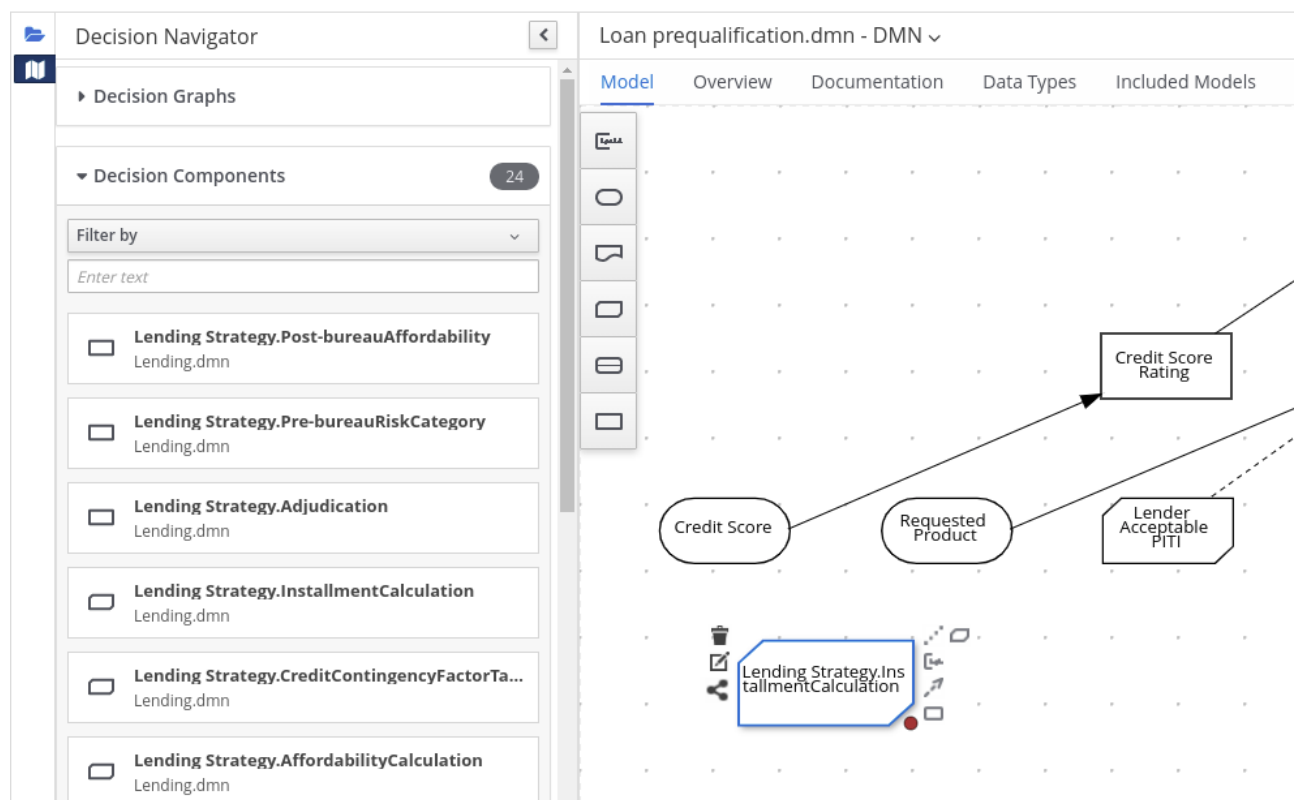 Decision Navigator
Loan prequalification.dmn - DMN
Model Overview Documentation Data Types Included Models
Decision Graphs
Decision Components 24
Filter by
Enter text
Lending Strategy.Post-bureauAffordability
Lending.dmn
Lending Strategy.Pre-bureauRiskCategory
Lending.dmn
Lending Strategy.Adjudication
Lending.dmn
Lending Strategy.InstallmentCalculation
Lending.dmn
Lending Strategy.CreditContingencyFactorTa...
Lending.dmn
Lending Strategy.AffordabilityCalculation
Lending.dmn
Credit Score
Rating
Credit Score
Requested
Product
Lender
Acceptable
PITI
Lending Strategy.Ins
tallmentCalculation